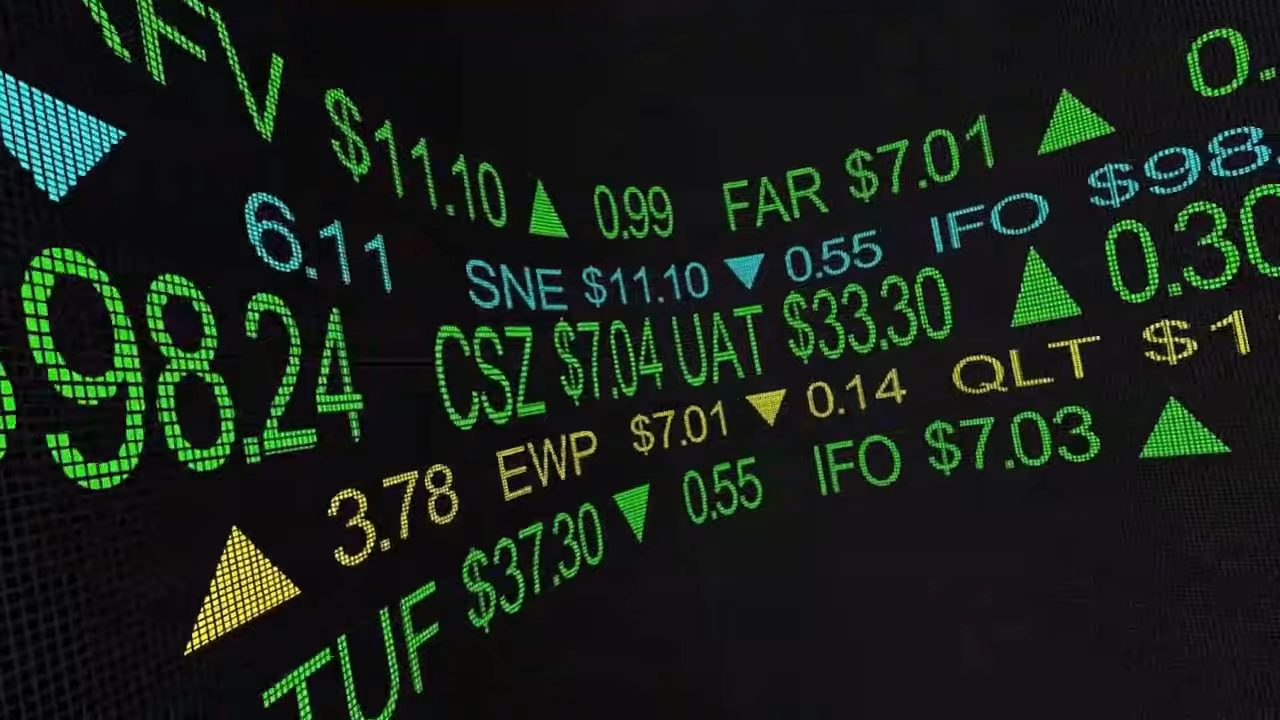 FV $11.10 ▲ 0.99 FAR $7.01 ▲ 0.
6.11 SNE $11.10 ▼ 0.55 IFO $98.
98.24 CSZ $7.04 UAT $33.30 ▲ 0.30
▲ 3.78 EWP $7.01 ▼ 0.14 QLT $1
TUF $37.30 ▼ 0.55 IFO $7.03 ▲